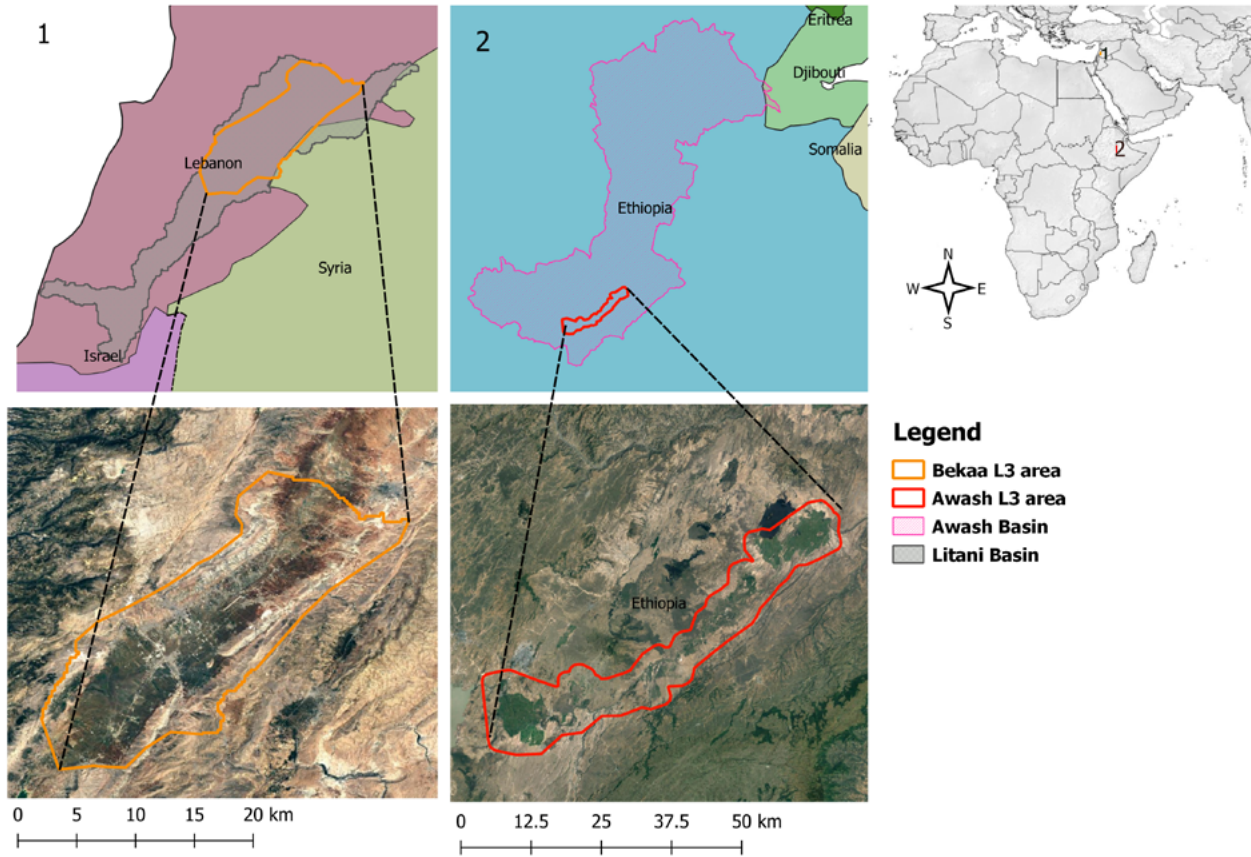 1
Lebanon
Syria
Israel
2
Eritrea
Djibouti
Somalia
Ethiopia
1
2
N
W E
S
Ethiopia
Legend
Bekaa L3 area
Awash L3 area
Awash Basin
Litani Basin
0 5 10 15 20 km
0 12.5 25 37.5 50 km